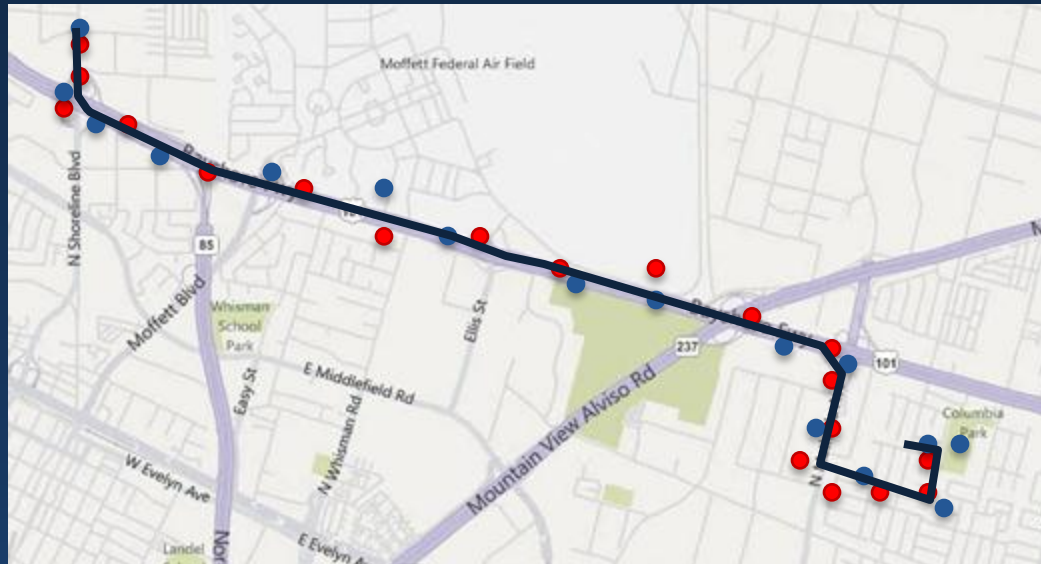 Moffett Federal Air Field
N Shoreline Blvd
85
Moffett Blvd
Whisman
School
Park
Ellis St
237
101
E Middlefield Rd
Easy St
Mountain View Alviso Rd
Columbia
Park
N Whisman Rd
W Evelyn Ave
E Evelyn
Landel